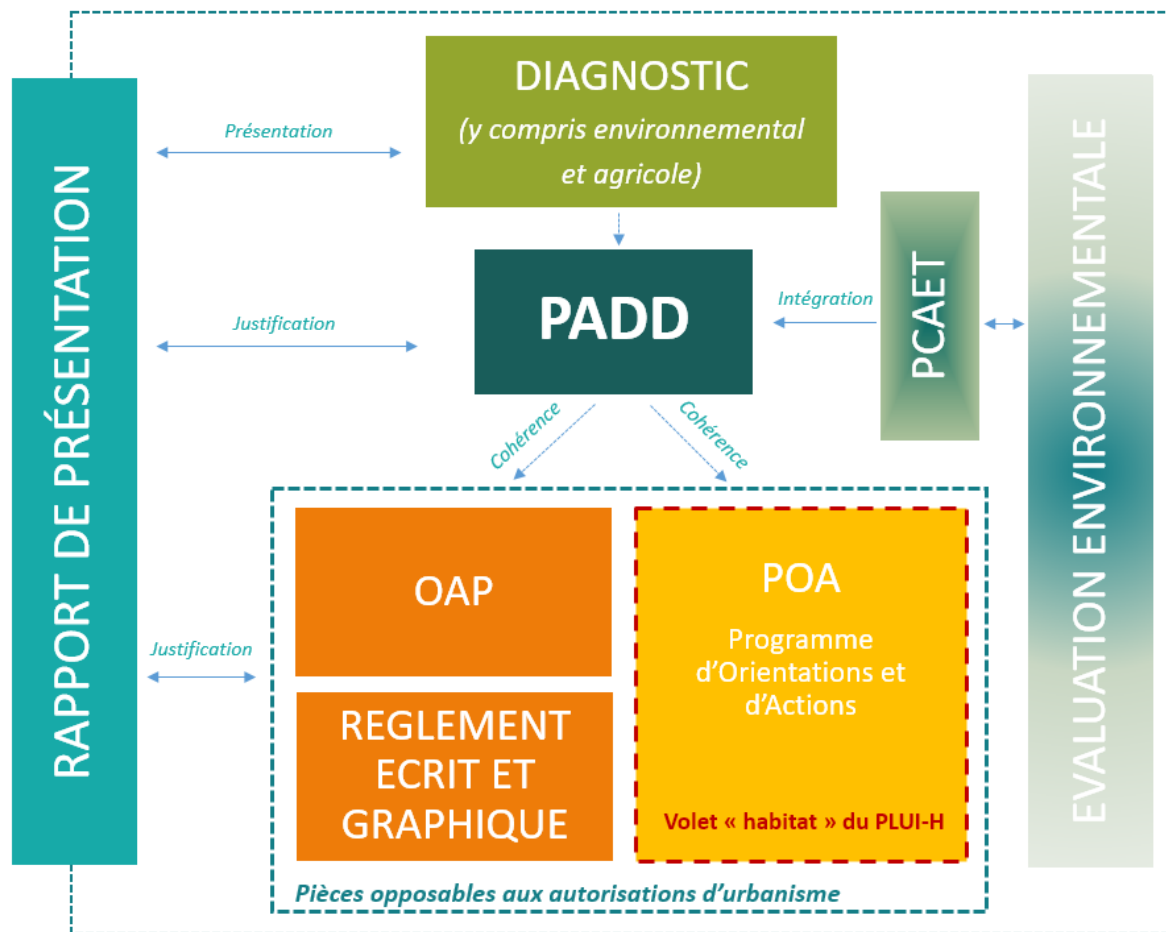 RAPPORT DE PRÉSENTATION
DIAGNOSTIC
(y compris environnemental
et agricole)
Présentation
PADD
Justification
Intégration
PCAET
EVALUATION ENVIRONNEMENTALE
Cohérence
Cohérence
OAP
POA
Programme
d’Orientations et
d’Actions
Justification
REGLEMENT
ECRIT ET
GRAPHIQUE
Volet « habitat » du PLUI-H
Pièces opposables aux autorisations d’urbanisme